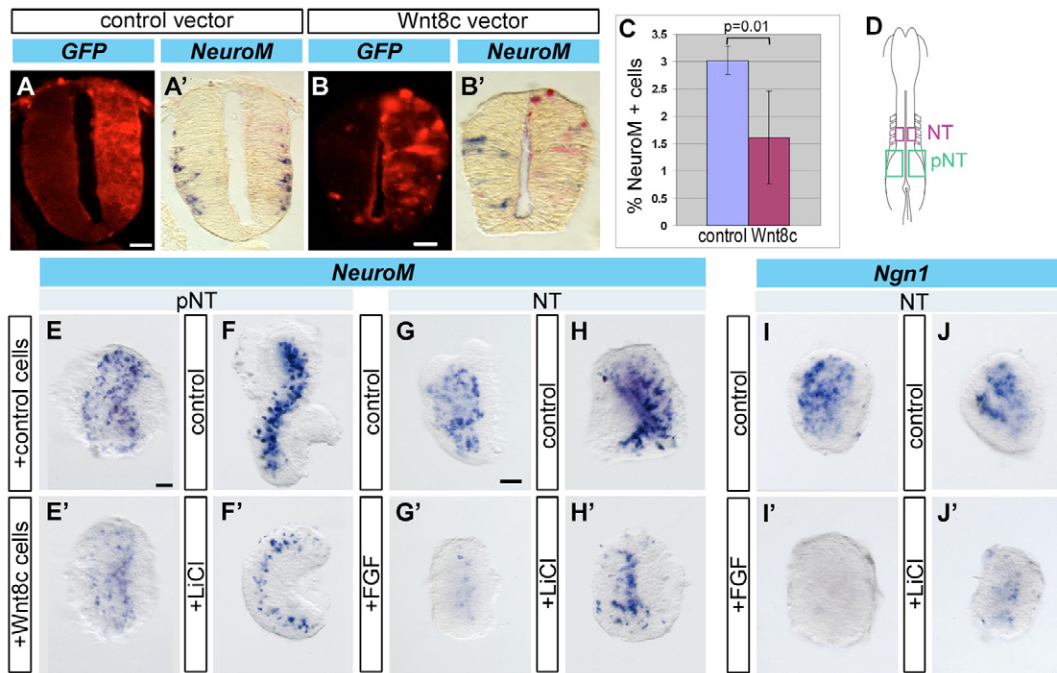 control vector Wnt8c vector
GFP NeuroM GFP NeuroM
A A’ B B’
C
p=0.01
3.5
3
2.5
2
1.5
1
0.5
0
% NeuroM + cells
control Wnt8c
D
NT
pNT
NeuroM Ngn1
pNT NT NT
+control cells E control F control G control H control I control J
+Wnt8c cells E’ +LiCl F’ +FGF G’ +LiCl H’ +FGF I’ +LiCl J’